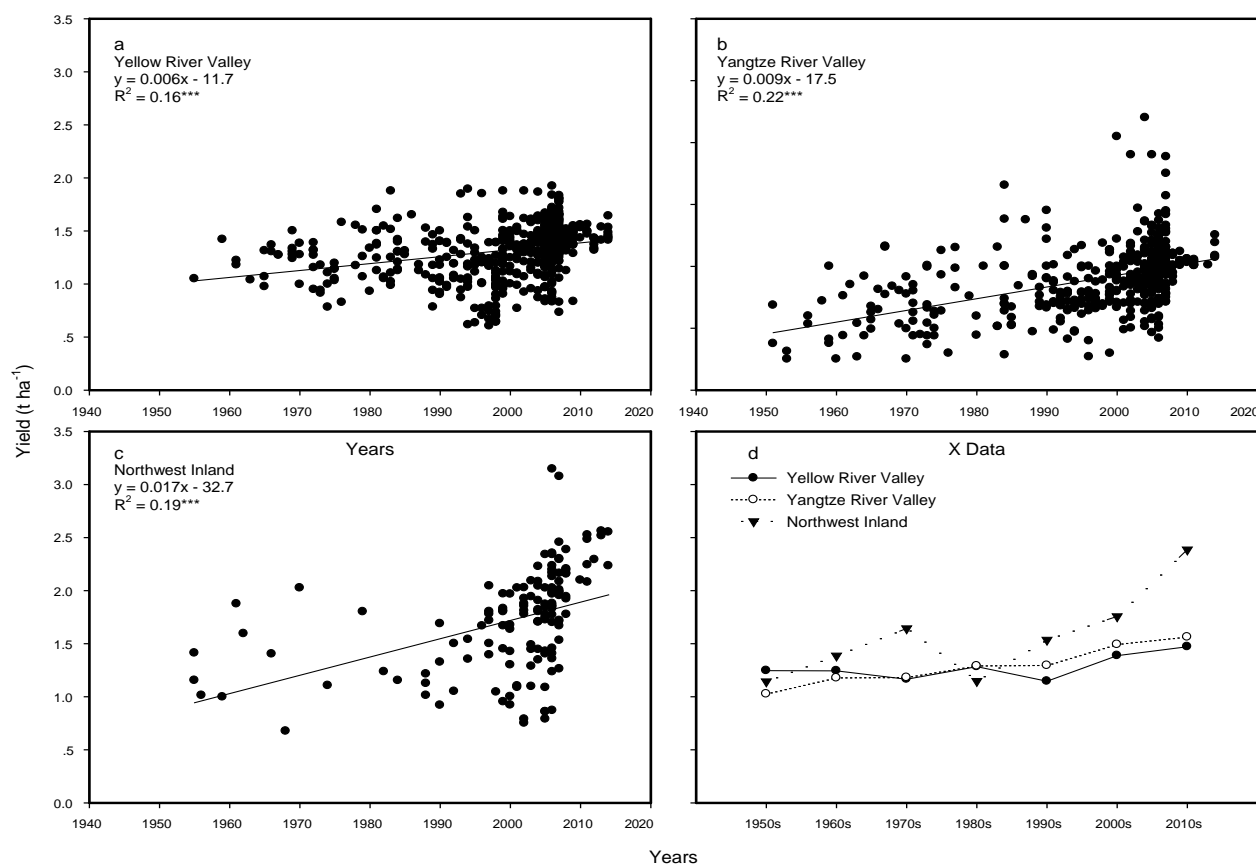 3.5
3.0
2.5
2.0
1.5
1.0
.5
0.0
a
Yellow River Valley
y = 0.006x - 11.7
R² = 0.16***
1940 1950 1960 1970 1980 1990 2000 2010 2020
b
Yangtze River Valley
y = 0.009x - 17.5
R² = 0.22***
1940 1950 1960 1970 1980 1990 2000 2010 2020
Yield (t ha⁻¹)
3.5
3.0
2.5
2.0
1.5
1.0
.5
0.0
Years
c
Northwest Inland
y = 0.017x - 32.7
R² = 0.19***
1940 1950 1960 1970 1980 1990 2000 2010 2020
X Data
d
Yellow River Valley
Yangtze River Valley
Northwest Inland
1950s 1960s 1970s 1980s 1990s 2000s 2010s
Years